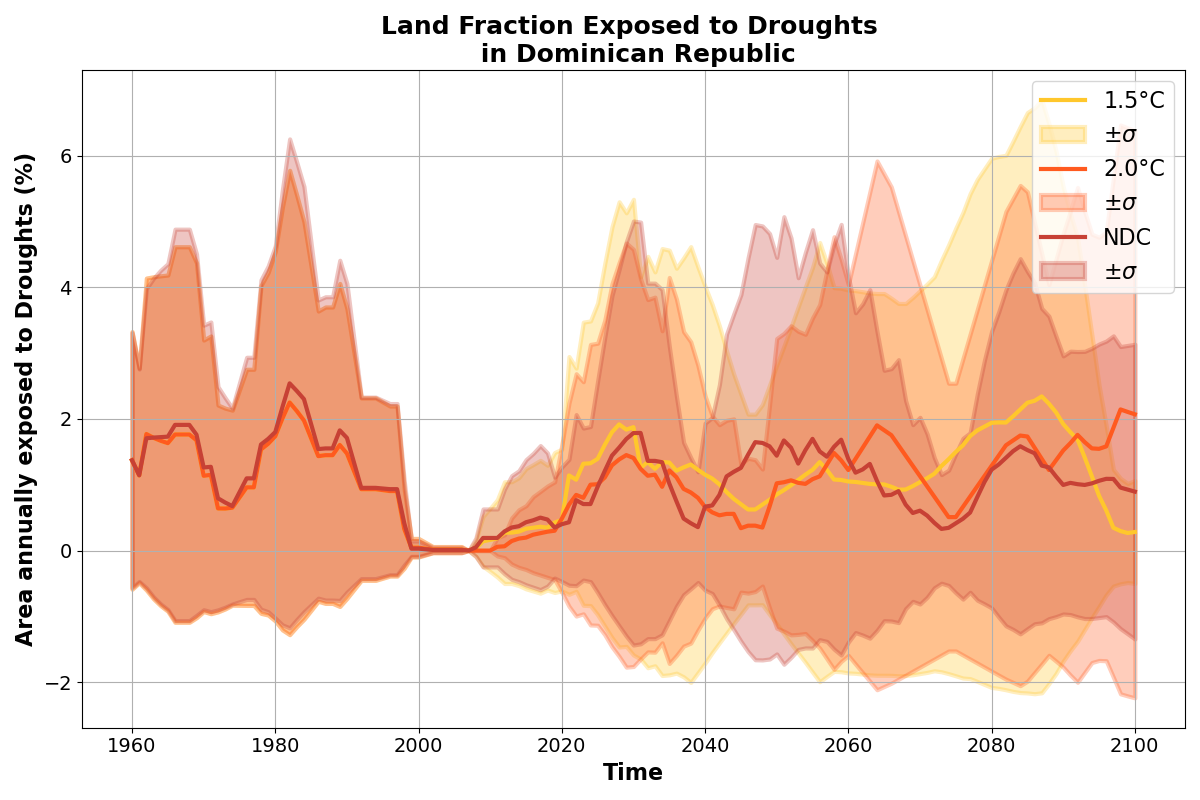 Land Fraction Exposed to Droughts
in Dominican Republic
Area annually exposed to Droughts (%)
6
4
2
0
−2
1960
1980
2000
2020
2040
2060
2080
2100
Time
1.5°C
±σ
2.0°C
±σ
NDC
±σ